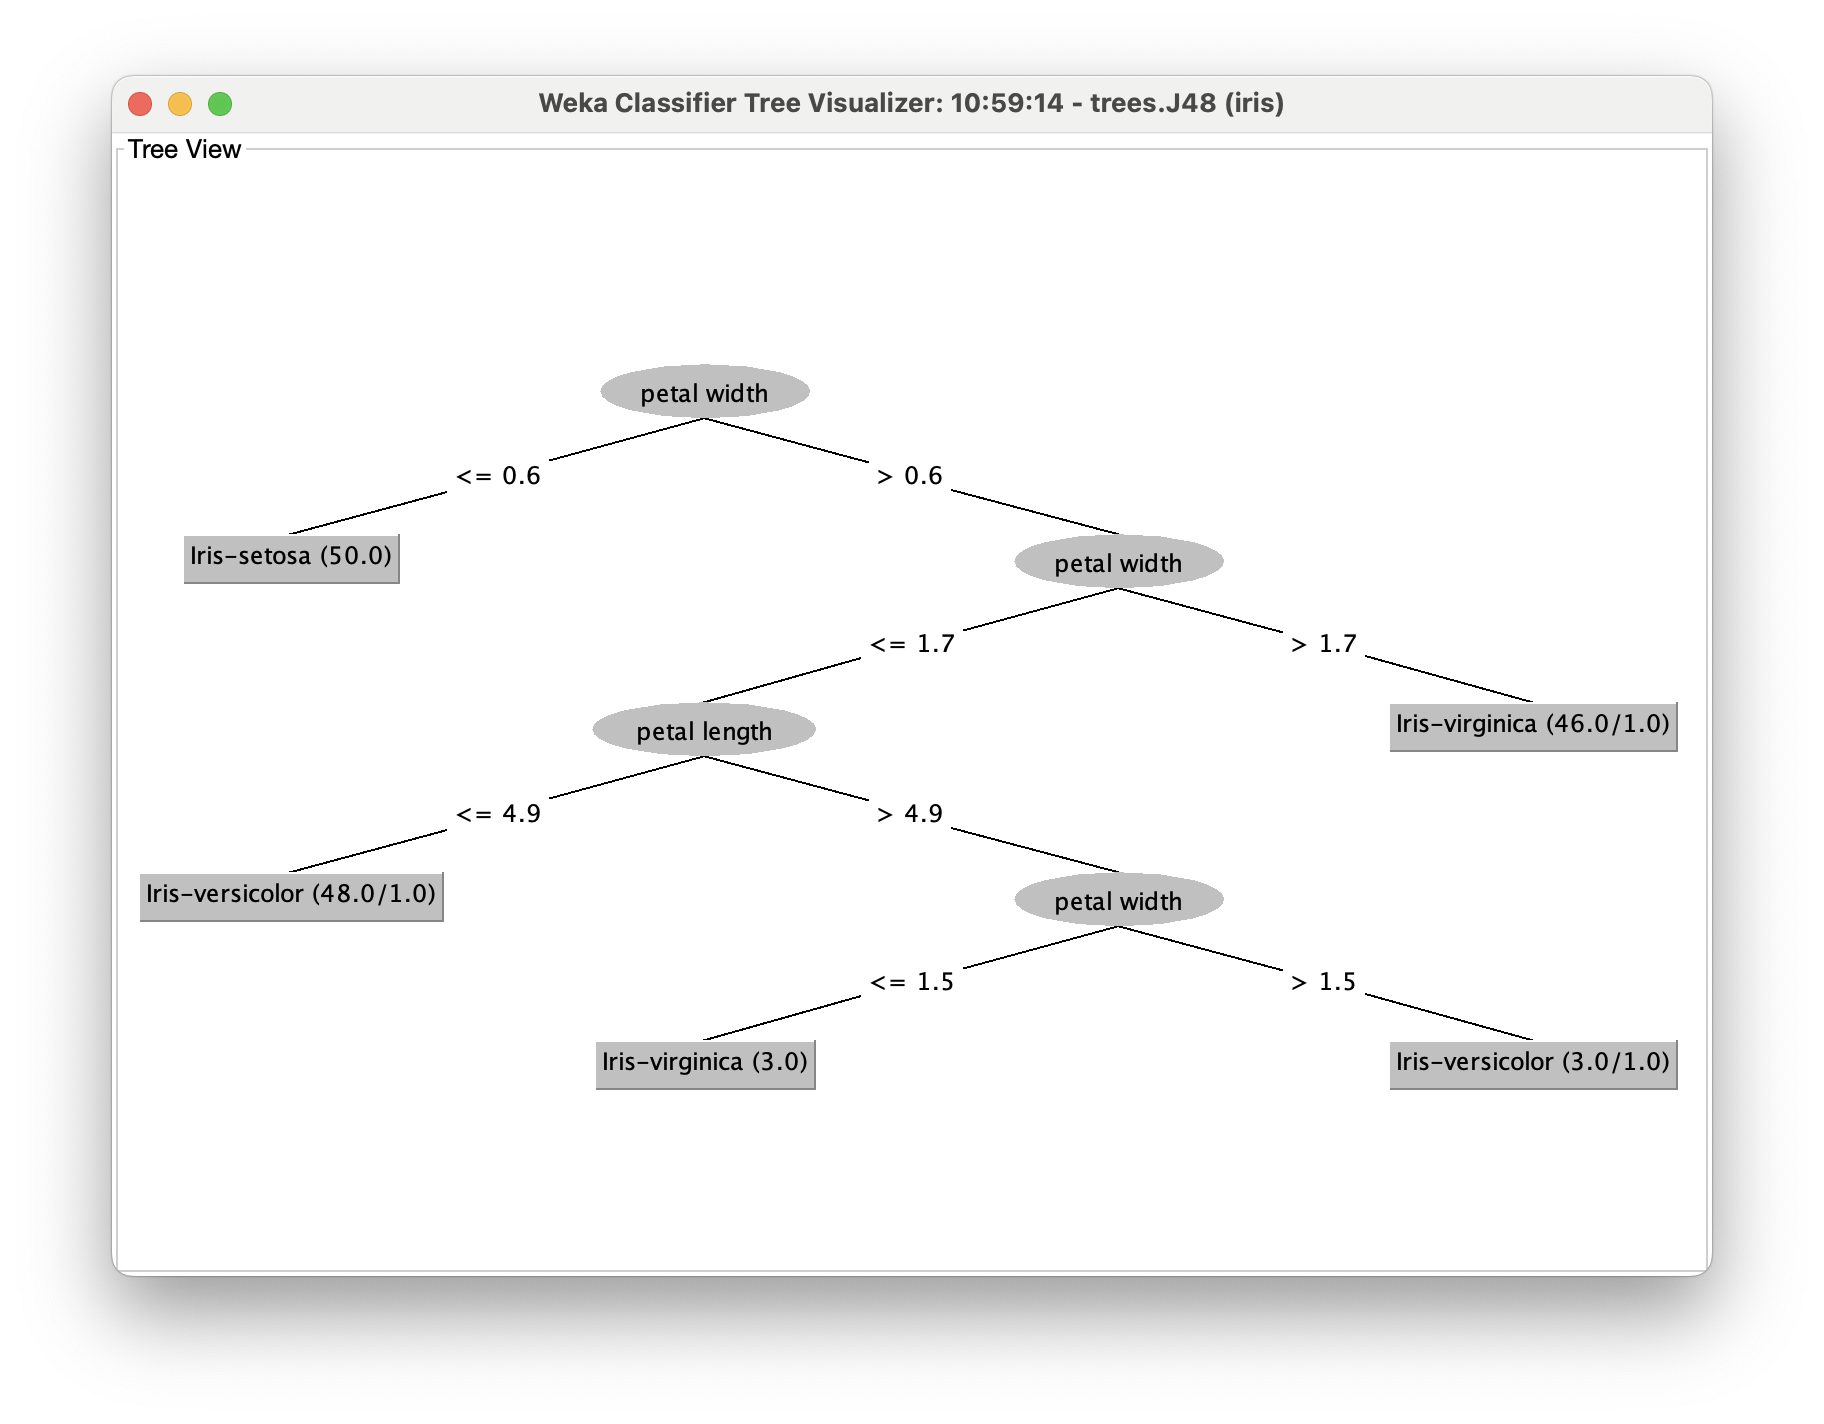 Weka Classifier Tree Visualizer: 10:59:14 - trees.J48 (iris)
Tree View
petal width
<= 0.6
> 0.6
Iris-setosa (50.0)
petal width
<= 1.7
> 1.7
petal length
Iris-virginica (46.0/1.0)
<= 4.9
> 4.9
Iris-versicolor (48.0/1.0)
petal width
<= 1.5
> 1.5
Iris-virginica (3.0)
Iris-versicolor (3.0/1.0)